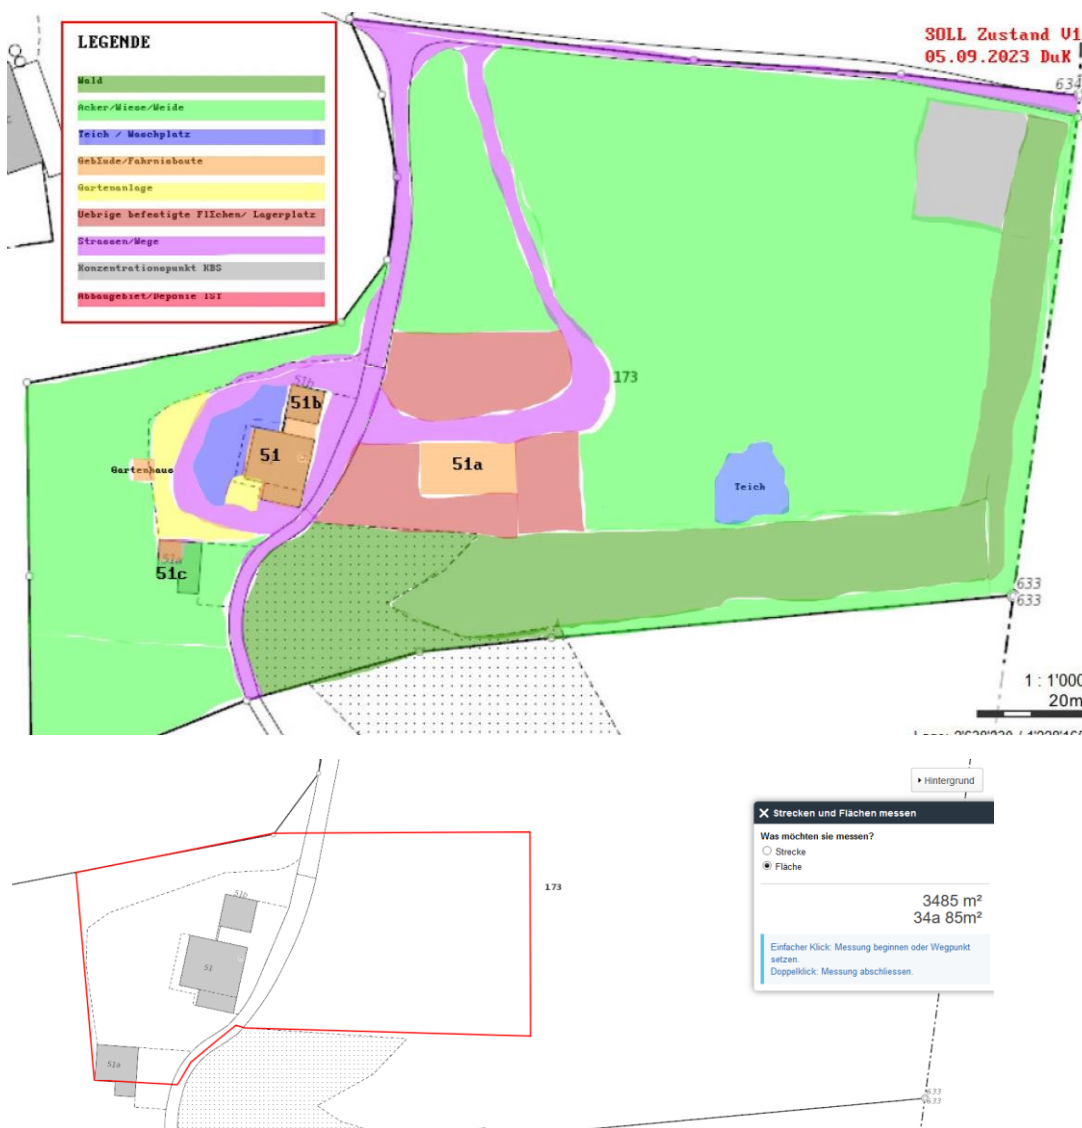 LEGENDE
SOLL Zustand V1
05.09.2023 DuK
Wald
634
Acker/Wiese/Weide
Teich / Waschplatz
Gebäude/Fahrnisbaute
Gartenanlage
Uebrige befestigte Flächen/ Lagerplatz
Strassen/Wege
Konzentrationspunkt KBS
Abbaugebiet/Deponie IST
173
51b
51b
51
51a
Gartenhaus
Teich
51a
51c
633
633
1 : 1'000
20m
Hintergrund
Strecken und Flächen messen
Was möchten sie messen?
Strecke
Fläche
173
51b
3485 m²
34a 85m²
Einfacher Klick: Messung beginnen oder Wegpunkt
setzen.
Doppelklick: Messung abschliessen.
51
51a
633
633